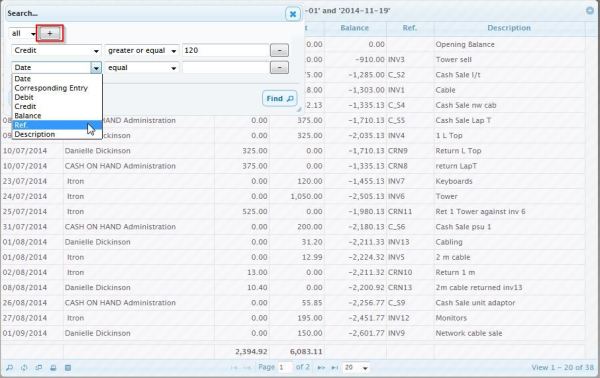 Search...
-01' and '2014-11-19'
all +
Credit greater or equal 120 -
Date equal -
Date
Corresponding Entry
Debit
Credit
Balance
Ref.
Description
Find
Balance Ref. Description
0.00 0.00 Opening Balance
0.00 -910.00 INV3 Tower sell
-1,285.00 C_S2 Cash Sale l/t
-1,303.00 INV1 Cable
-1,335.13 C_S4 Cash Sale nw cab
CASH ON HAND Administration 0.00 375.00 -1,710.13 C_S5 Cash Sale Lap T
0.00 325.00 -2,035.13 INV4 1 L Top
10/07/2014 Danielle Dickinson 325.00 0.00 -1,710.13 CRN9 Return L Top
10/07/2014 CASH ON HAND Administration 375.00 0.00 -1,335.13 CRN8 return LapT
23/07/2014 Itron 0.00 120.00 -1,455.13 INV7 Keyboards
24/07/2014 Itron 0.00 1,050.00 -2,505.13 INV6 Tower
25/07/2014 Itron 525.00 0.00 -1,980.13 CRN11 Ret 1 Tower against inv 6
31/07/2014 CASH ON HAND Administration 0.00 200.00 -2,180.13 C_S6 Cash Sale psu 1
01/08/2014 Danielle Dickinson 0.00 31.20 -2,211.33 INV13 Cabling
01/08/2014 Itron 0.00 12.99 -2,224.32 INV5 2 m cable
02/08/2014 Itron 13.00 0.00 -2,211.32 CRN10 Return 1 m
08/08/2014 Danielle Dickinson 10.40 0.00 -2,200.92 CRN13 2m cable returned inv13
26/08/2014 CASH ON HAND Administration 0.00 55.85 -2,256.77 C_S9 Cash Sale unit adaptor
27/08/2014 Itron 0.00 195.00 -2,451.77 INV12 Monitors
01/09/2014 Danielle Dickinson 0.00 150.00 -2,601.77 INV9 Network cable sale
2,394.92 6,083.11
Page 1 of 2 20 View 1 - 20 of 38